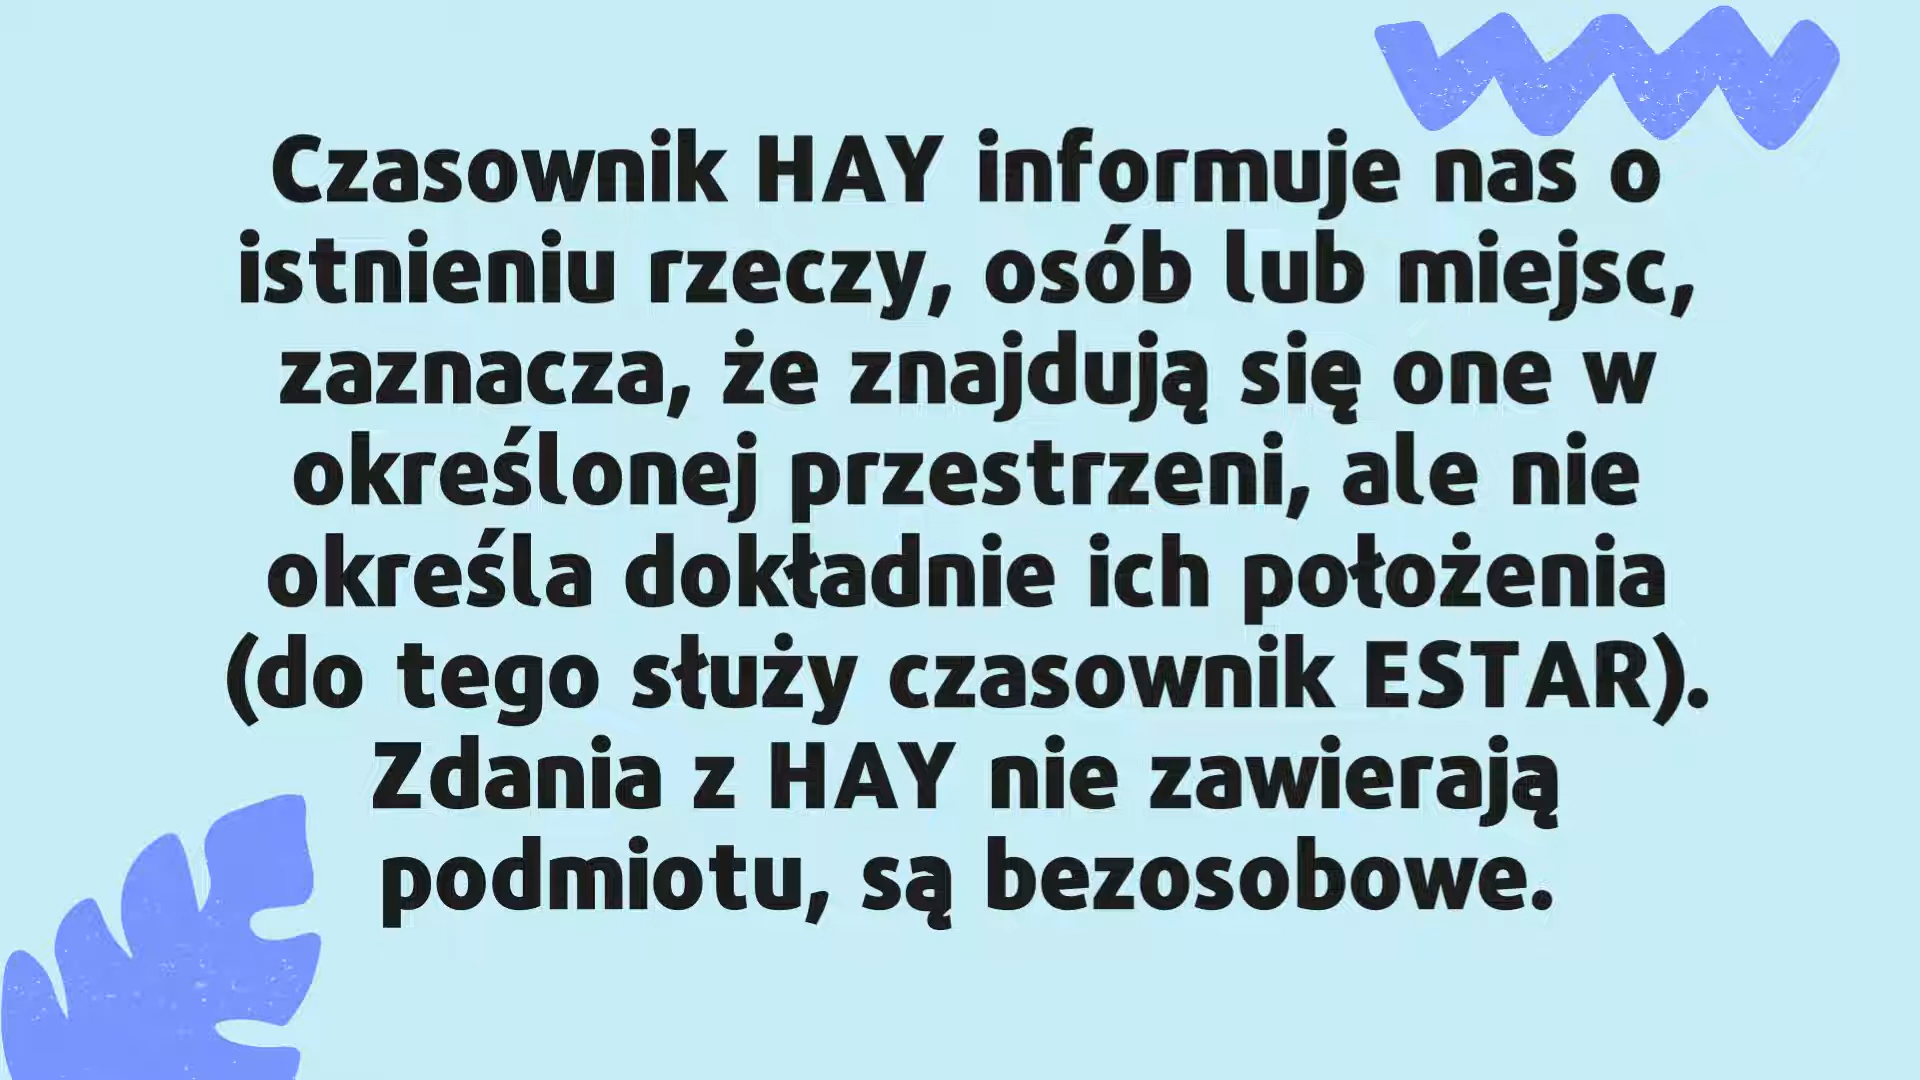 Czasownik HAY informuje nas o
istnieniu rzeczy, osób lub miejsc,
zaznacza, że znajdują się one w
określonej przestrzeni, ale nie
określa dokładnie ich położenia
(do tego służy czasownik ESTAR).
Zdania z HAY nie zawierają
podmiotu, są bezosobowe.